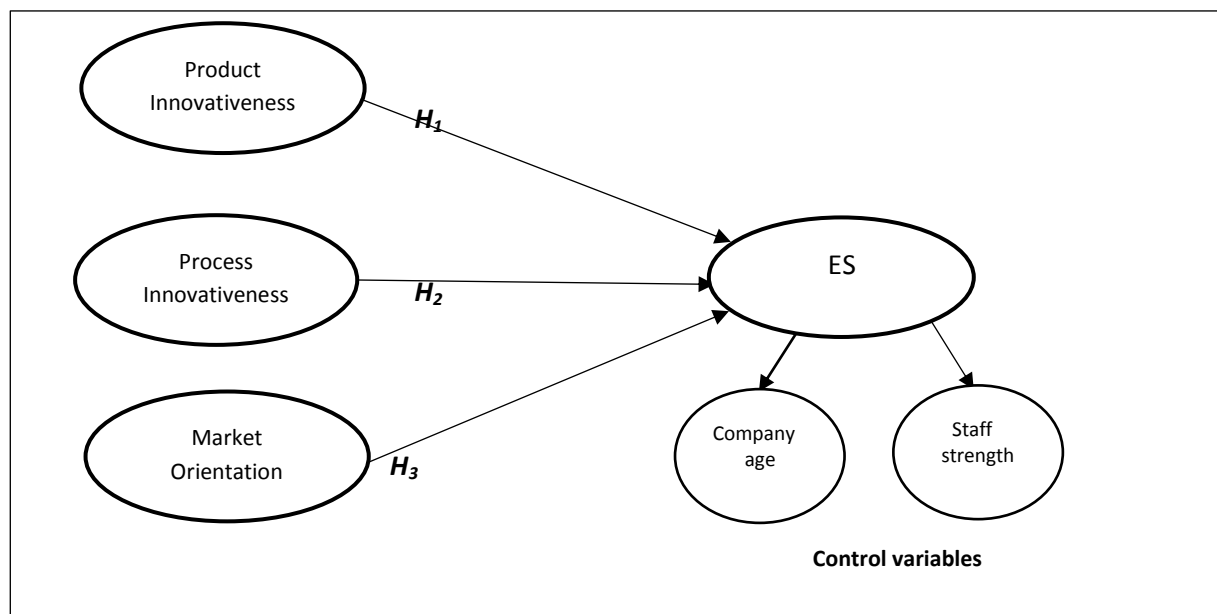 Product
Innovativeness
H₁
Process
Innovativeness
H₂
Market
Orientation
H₃
ES
Company
age
Staff
strength
Control variables